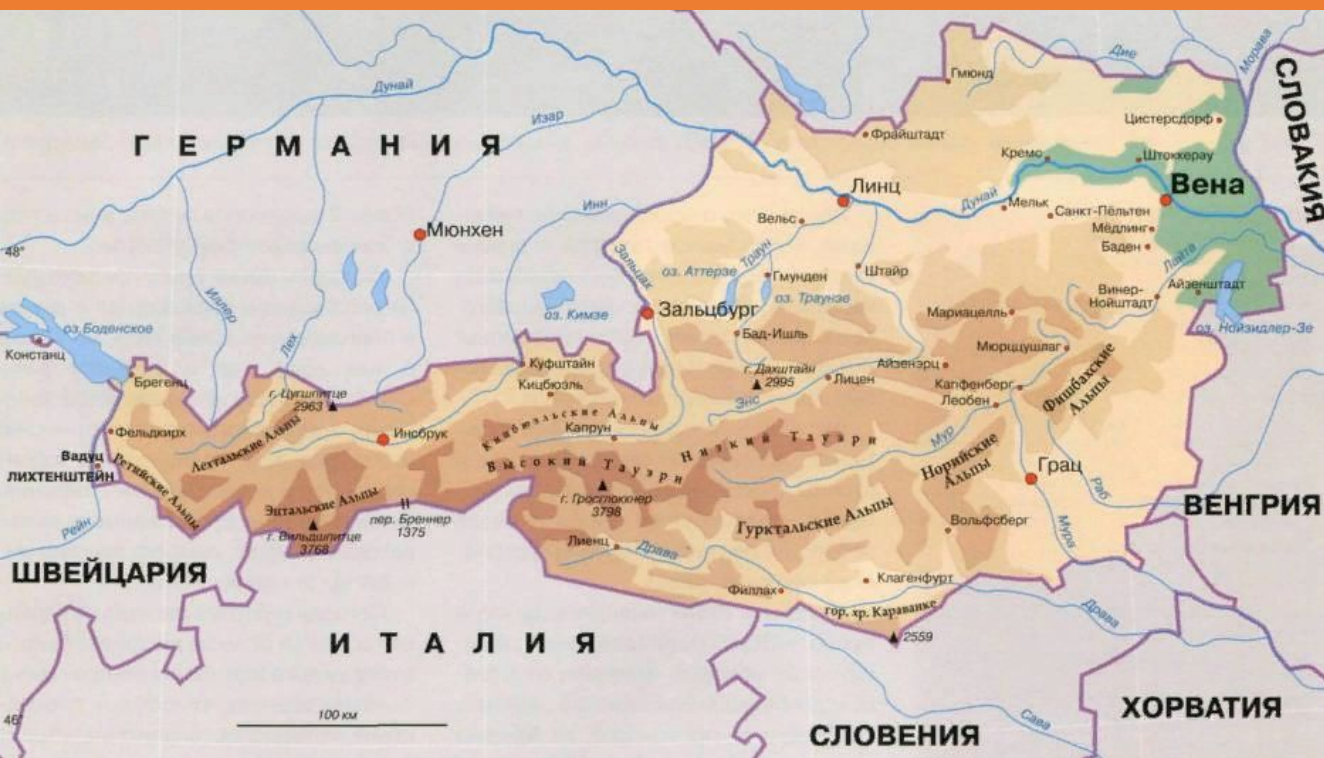 Дие
Морава
СЛОВАКИЯ
Гмюнд
Дунай
Изар
Цистерсдорф
ГЕРМАНИЯ
Фрайштадт
Кремс
Штоккерау
Линц
Вена
Инн
Дунай
Мельк
Мюнхен
Вельс
Санкт-Пёльтен
Мёдлинг
48°
Баден
Зальцах
Траун
Лайта
оз. Аттерзе
Гмунден
Штайр
Иллер
оз. Траунзе
Винер-
Нойштадт
Айзенштадт
оз. Кимзе
Зальцбург
Мариацелль
оз. Боденское
Лех
Бад-Ишль
оз. Нойзидлер-Зе
Констанц
Мюрццушлаг
Куфштайн
г. Дахштайн
2995
Айзенэрц
Брегенц
Кицбюэль
Лицен
Капфенберг
Фишбахские
Альпы
г. Цугшпитце
2963
Энс
Леобен
Кицбюэльские Альпы
Фельдкирх
Инсбрук
Капрун
Низкий Тауэрн
Мур
Лехтальские Альпы
Вадуц
ЛИХТЕНШТЕЙН
Высокий Тауэрн
Норийские
Альпы
Грац
Ретийские Альпы
г. Гросглоккнер
3798
Раб
Эптальские Альпы
ВЕНГРИЯ
пер. Бреннер
1375
Гурктальские Альпы
Вольфсберг
Рейн
г. Вильдшпитце
3768
Мура
Лиенц
Драва
ШВЕЙЦАРИЯ
Клагенфурт
Филлах
гор. хр. Караванке
Драва
2559
ИТАЛИЯ
ХОРВАТИЯ
100 км
46°
Сава
СЛОВЕНИЯ